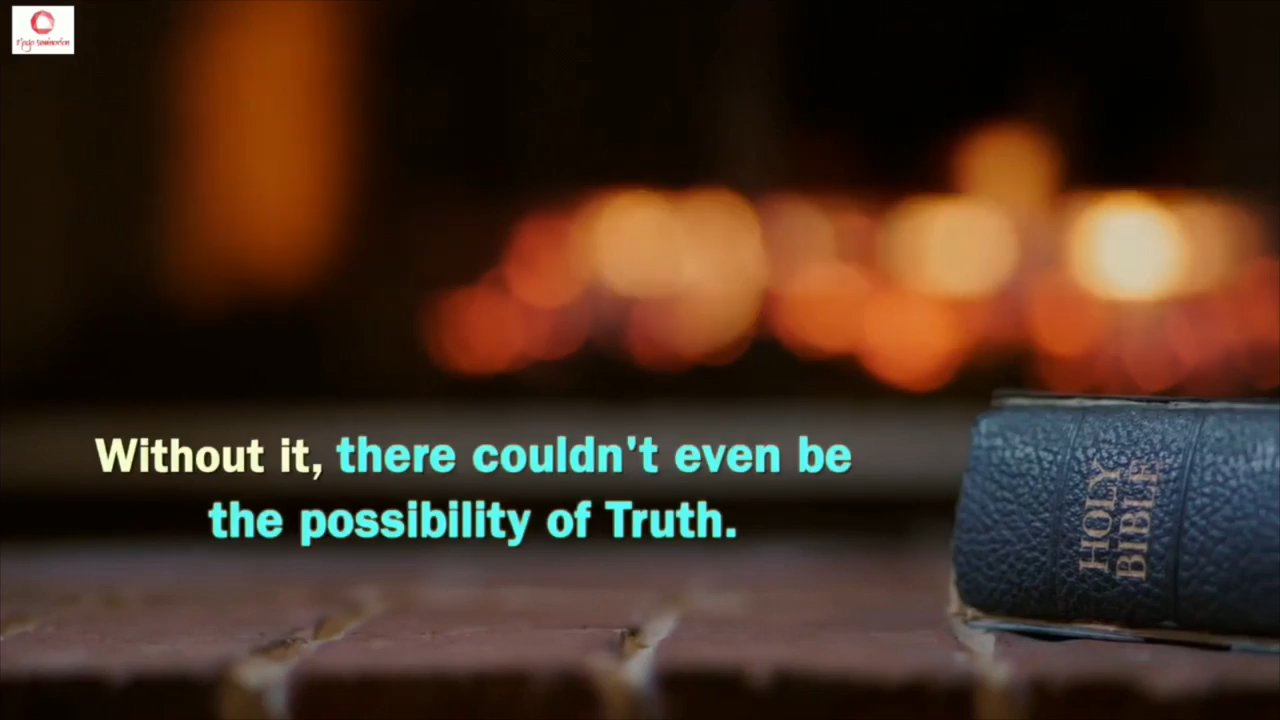 Without it, there couldn't even be
the possibility of Truth.
HOLY
BIBLE